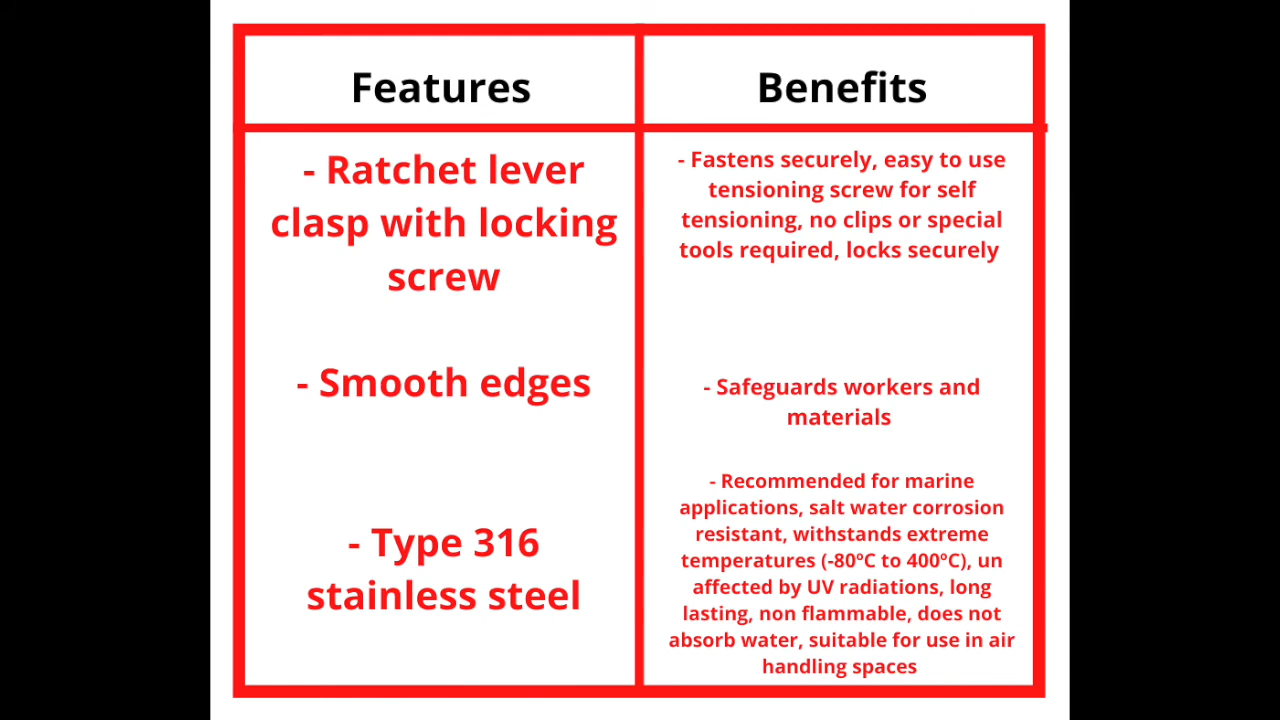 Features
Benefits
- Ratchet lever
clasp with locking
screw
- Fastens securely, easy to use
tensioning screw for self
tensioning, no clips or special
tools required, locks securely
- Smooth edges
- Safeguards workers and
materials
- Type 316
stainless steel
- Recommended for marine
applications, salt water corrosion
resistant, withstands extreme
temperatures (-80ºC to 400ºC), un
affected by UV radiations, long
lasting, non flammable, does not
absorb water, suitable for use in air
handling spaces